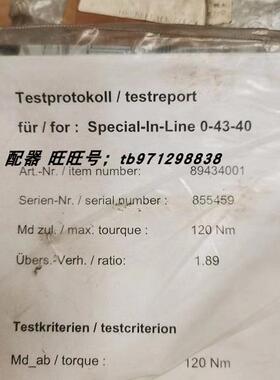 Testprotokoll / testreport
für / for : Special-In-Line 0-43-40
配器 旺旺号；tb971298838
Art.-Nr. / item number: 89434001
Serien-Nr. / serial number : 855459
Md zul. / max. tourque : 120 Nm
Übers.-Verh. / ratio: 1.89
Testkriterien / testcriterion
Md_ab / torque : 120 Nm